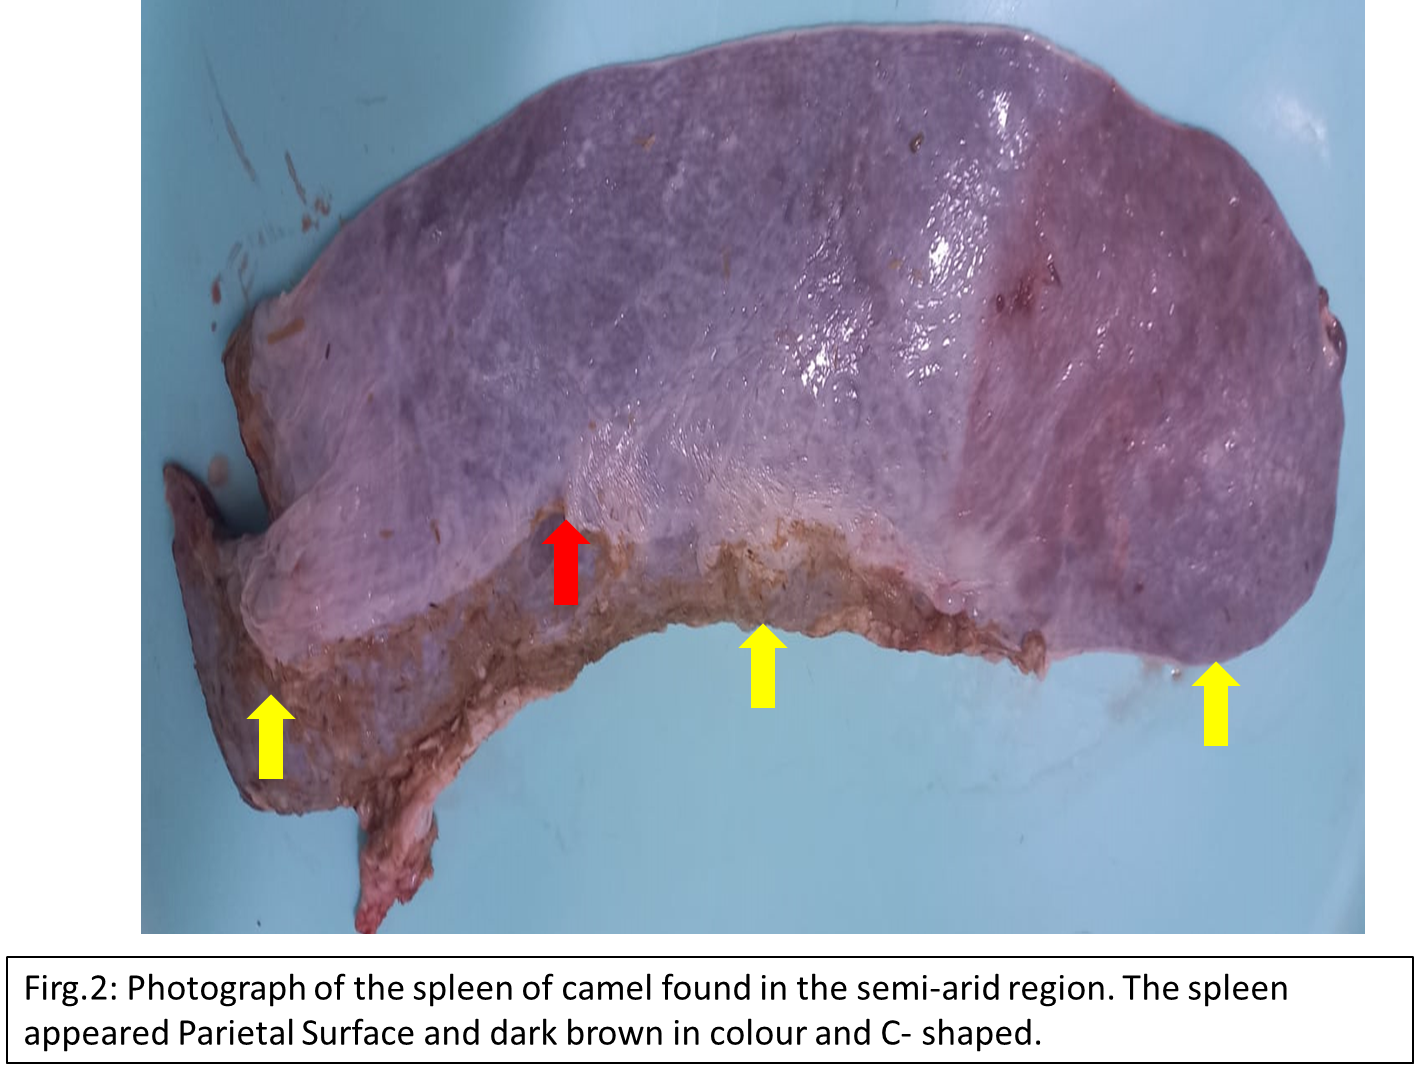 Firg.2: Photograph of the spleen of camel found in the semi-arid region. The spleen
appeared Parietal Surface and dark brown in colour and C- shaped.